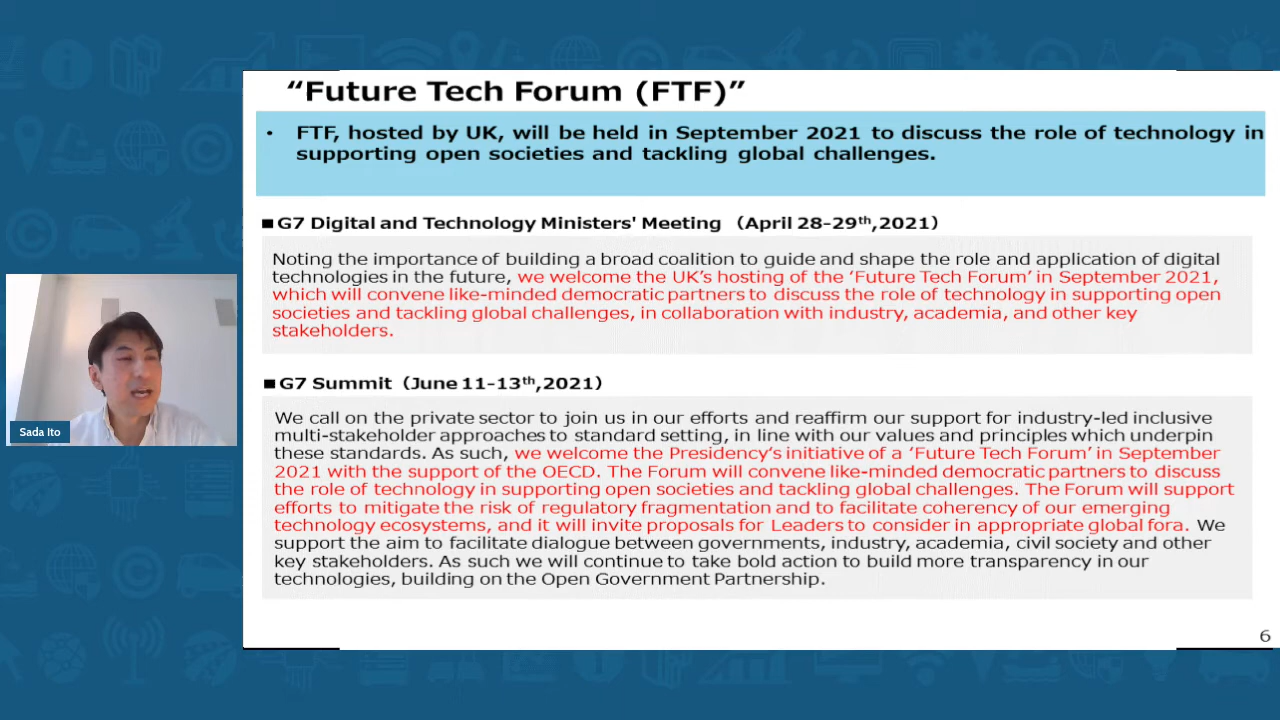 “Future Tech Forum (FTF)”
• FTF, hosted by UK, will be held in September 2021 to discuss the role of technology in
supporting open societies and tackling global challenges.
■G7 Digital and Technology Ministers' Meeting （April 28-29th,2021）
Noting the importance of building a broad coalition to guide and shape the role and application of digital
technologies in the future, we welcome the UK’s hosting of the ‘Future Tech Forum’ in September 2021,
which will convene like-minded democratic partners to discuss the role of technology in supporting open
societies and tackling global challenges, in collaboration with industry, academia, and other key
stakeholders.
■G7 Summit（June 11-13th,2021）
We call on the private sector to join us in our efforts and reaffirm our support for industry-led inclusive
multi-stakeholder approaches to standard setting, in line with our values and principles which underpin
these standards. As such, we welcome the Presidency’s initiative of a ‘Future Tech Forum’ in September
2021 with the support of the OECD. The Forum will convene like-minded democratic partners to discuss
the role of technology in supporting open societies and tackling global challenges. The Forum will support
efforts to mitigate the risk of regulatory fragmentation and to facilitate coherency of our emerging
technology ecosystems, and it will invite proposals for Leaders to consider in appropriate global fora. We
support the aim to facilitate dialogue between governments, industry, academia, civil society and other
key stakeholders. As such we will continue to take bold action to build more transparency in our
technologies, building on the Open Government Partnership.
6
Sada Ito